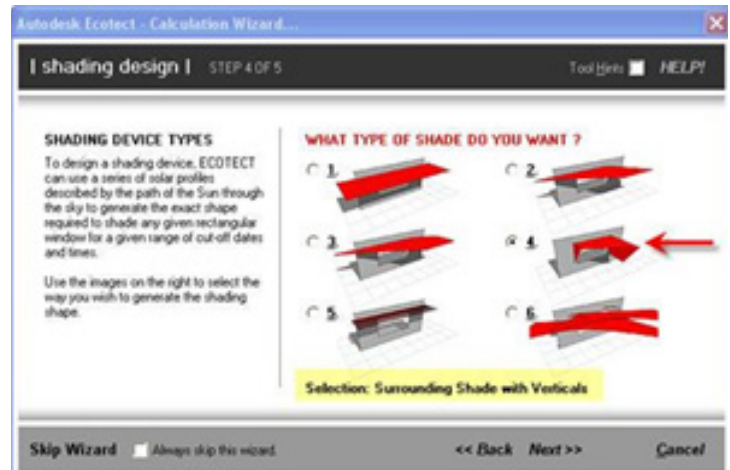 Autodesk Ecotect - Calculation Wizard...
| shading design | STEP 4 OF 5 Tool Hints HELP!
SHADING DEVICE TYPES
To design a shading device, ECOTECT
can use a series of solar profiles
described by the path of the Sun through
the sky to generate the exact shape
required to shade any given rectangular
window for a given range of cut-off dates
and times.
Use the images on the right to select the
way you wish to generate the shading
shape.
WHAT TYPE OF SHADE DO YOU WANT ?
1. 2.
3. 4.
5. 6.
Selection: Surrounding Shade with Verticals
Skip Wizard Always skip this wizard. << Back Next >> Cancel